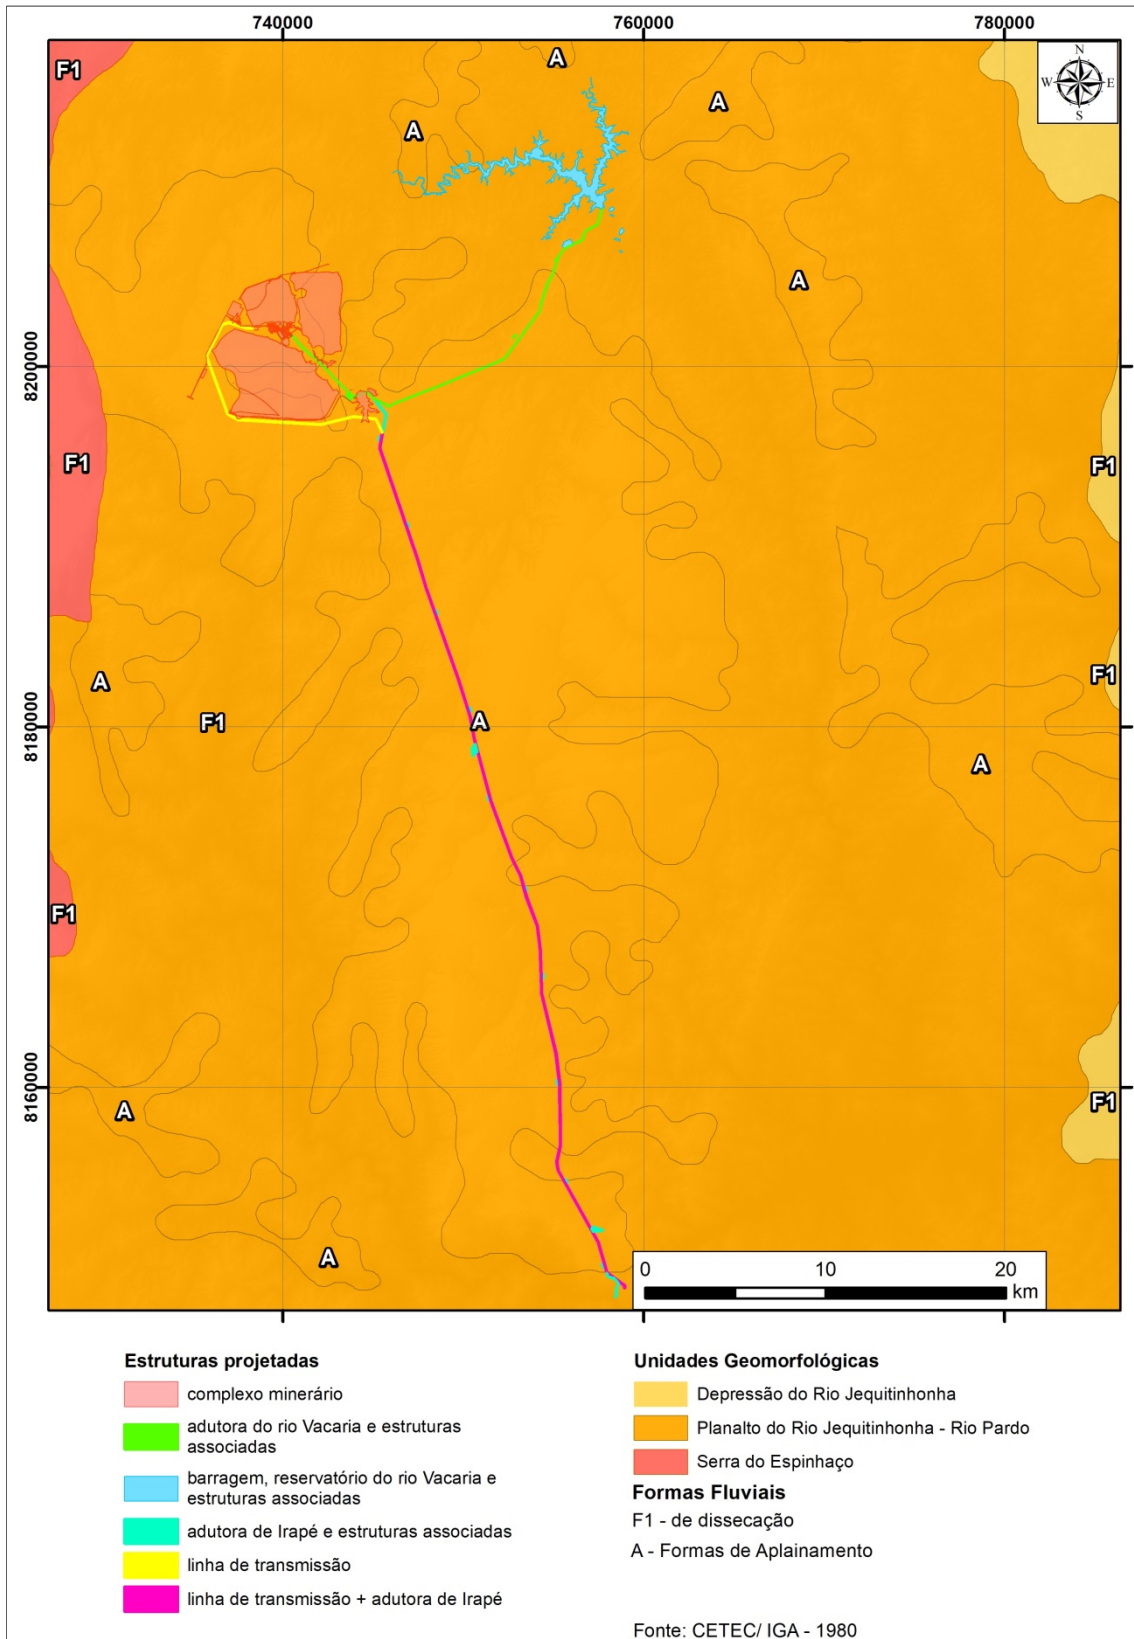 740000
760000
780000
F1
A
A
A
N
W
E
S
A
8200000
F1
F1
A
F1
8180000
A
F1
A
F1
8160000
A
F1
A
0
10
20
km
Estruturas projetadas
complexo minerário
adutora do rio Vacaria e estruturas
associadas
barragem, reservatório do rio Vacaria e
estruturas associadas
adutora de Irapé e estruturas associadas
linha de transmissão
linha de transmissão + adutora de Irapé
Unidades Geomorfológicas
Depressão do Rio Jequitinhonha
Planalto do Rio Jequitinhonha - Rio Pardo
Serra do Espinhaço
Formas Fluviais
F1 - de dissecação
A - Formas de Aplainamento
Fonte: CETEC/ IGA - 1980